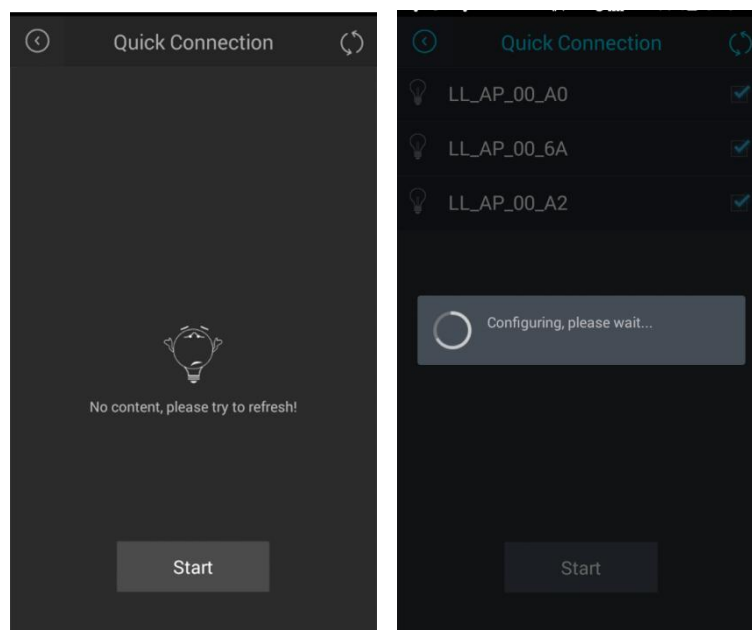 Quick Connection
No content, please try to refresh!
Start
Quick Connection
LL_AP_00_A0
LL_AP_00_6A
LL_AP_00_A2
Configuring, please wait...
Start